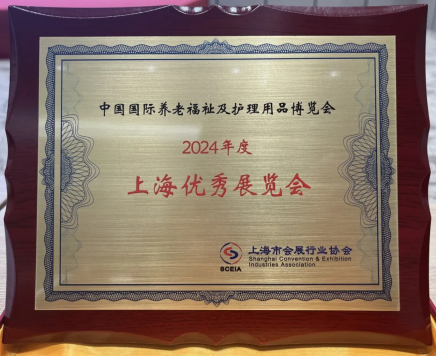 中国国际养老福祉及护理用品博览会
2024年度
上海优秀展览会
SCEIA
上海市会展行业协会
Shanghai Convention & Exhibition
Industries Association